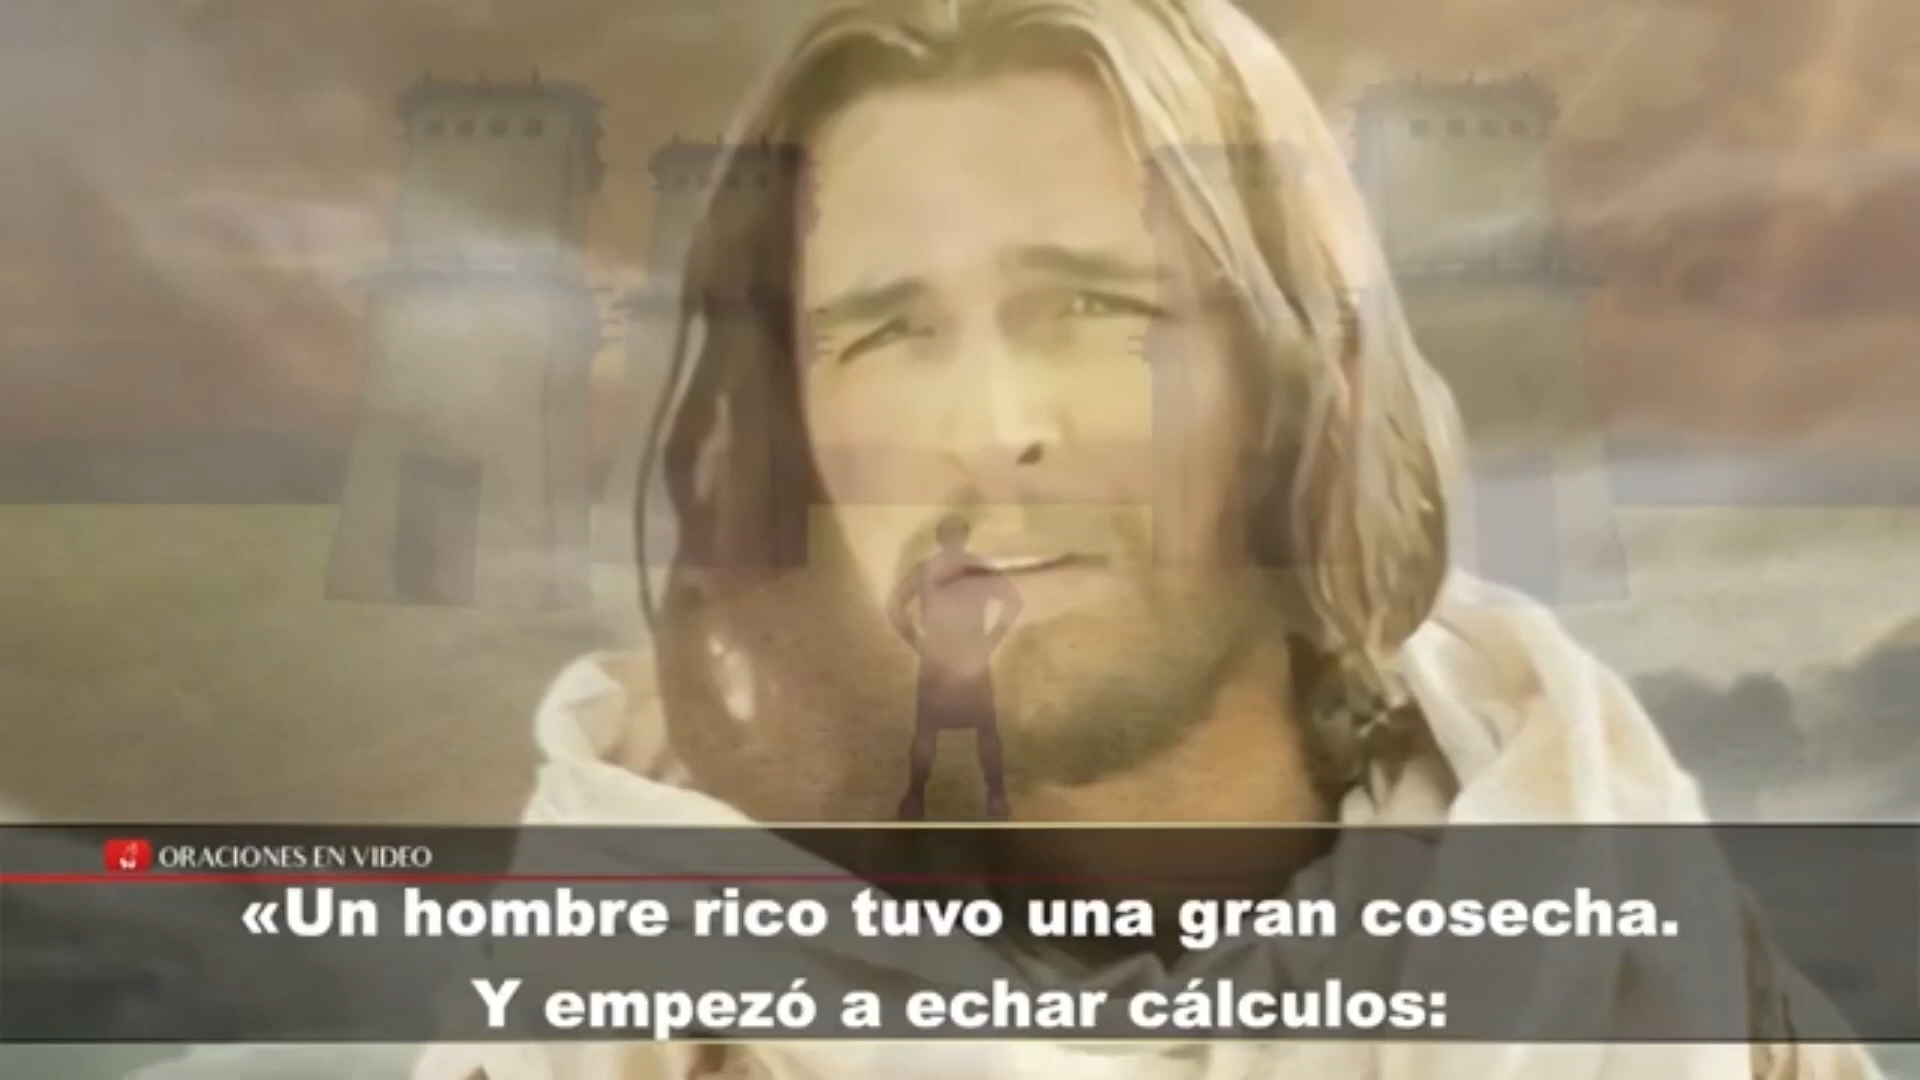 ORACIONES EN VIDEO
«Un hombre rico tuvo una gran cosecha.
Y empezó a echar cálculos: